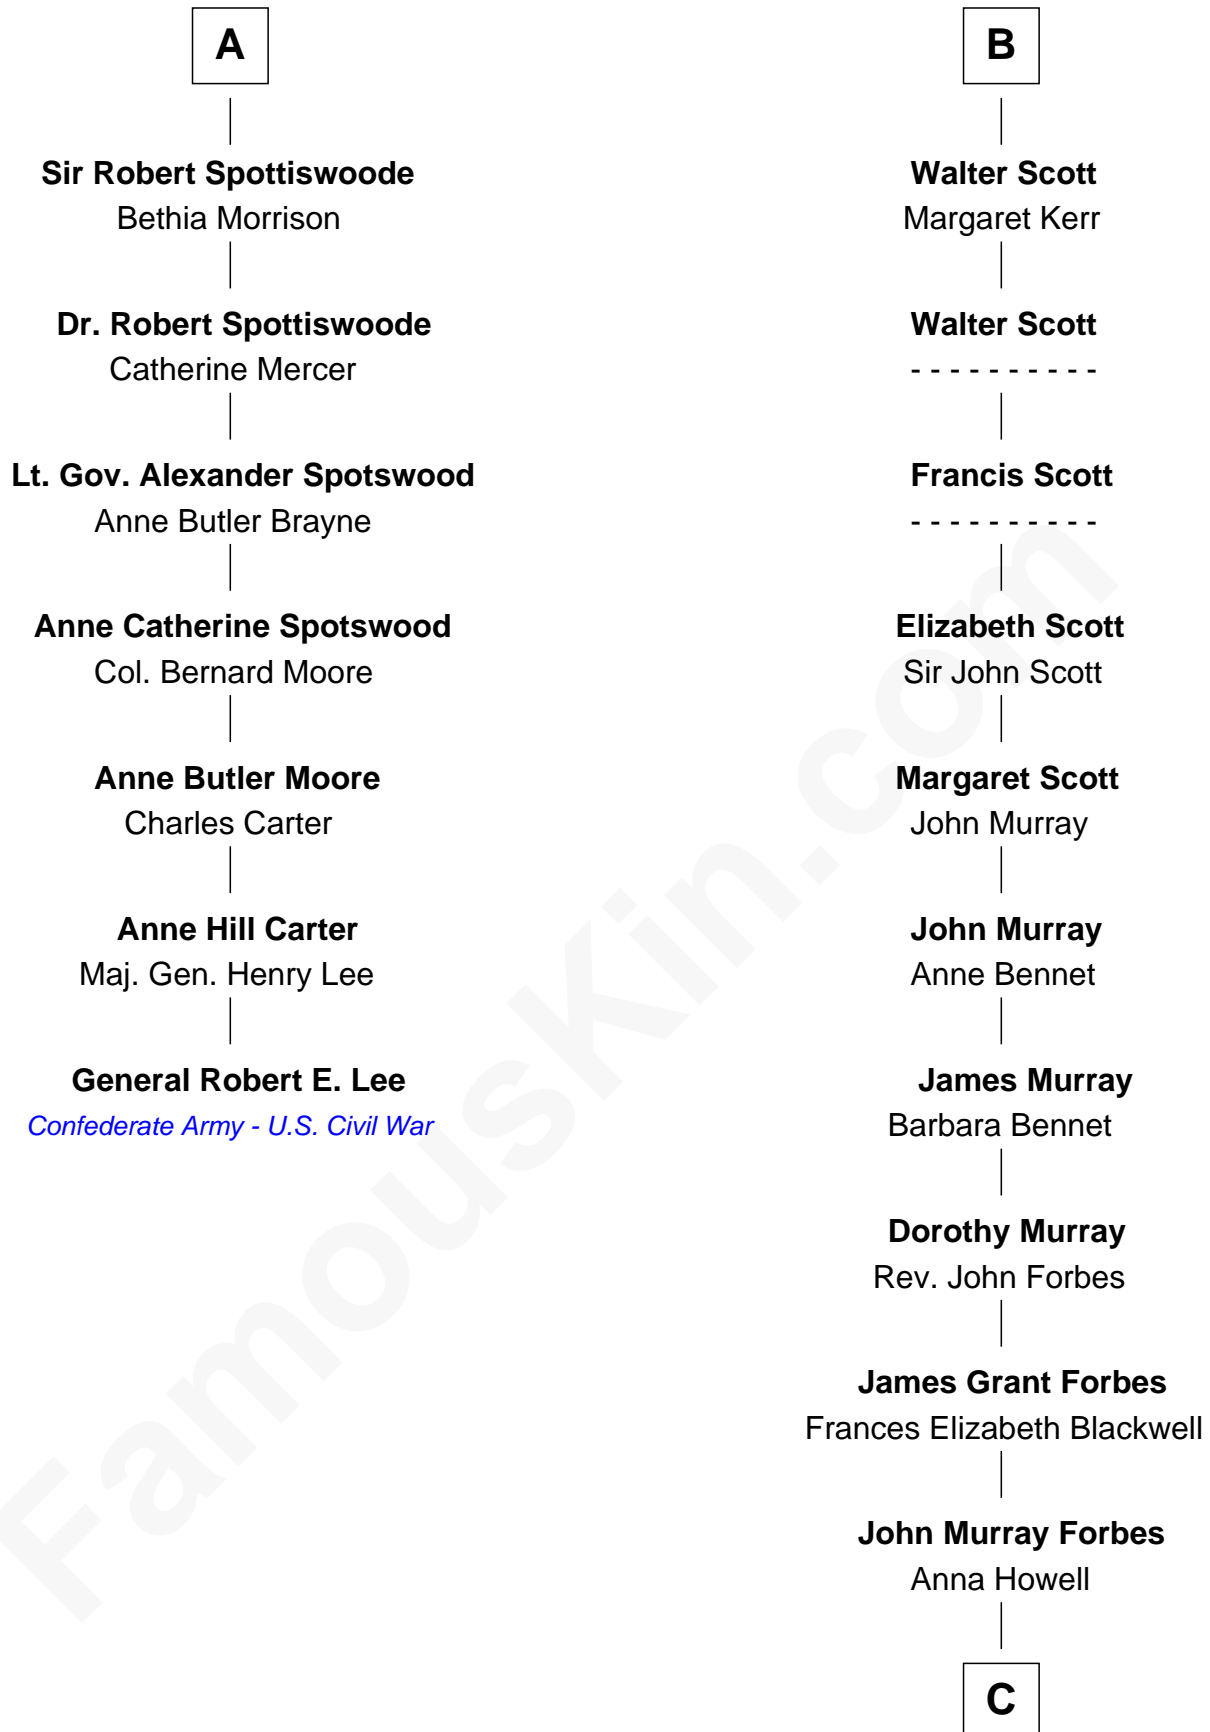 A
Sir Robert Spottiswoode
Bethia Morrison
Dr. Robert Spottiswoode
Catherine Mercer
Lt. Gov. Alexander Spotswood
Anne Butler Brayne
Anne Catherine Spotswood
Col. Bernard Moore
Anne Butler Moore
Charles Carter
Anne Hill Carter
Maj. Gen. Henry Lee
General Robert E. Lee
Confederate Army - U.S. Civil War
B
Walter Scott
Margaret Kerr
Walter Scott
- - - - - - - - - -
Francis Scott
- - - - - - - - - -
Elizabeth Scott
Sir John Scott
Margaret Scott
John Murray
John Murray
Anne Bennet
James Murray
Barbara Bennet
Dorothy Murray
Rev. John Forbes
James Grant Forbes
Frances Elizabeth Blackwell
John Murray Forbes
Anna Howell
C
FamousKin.com